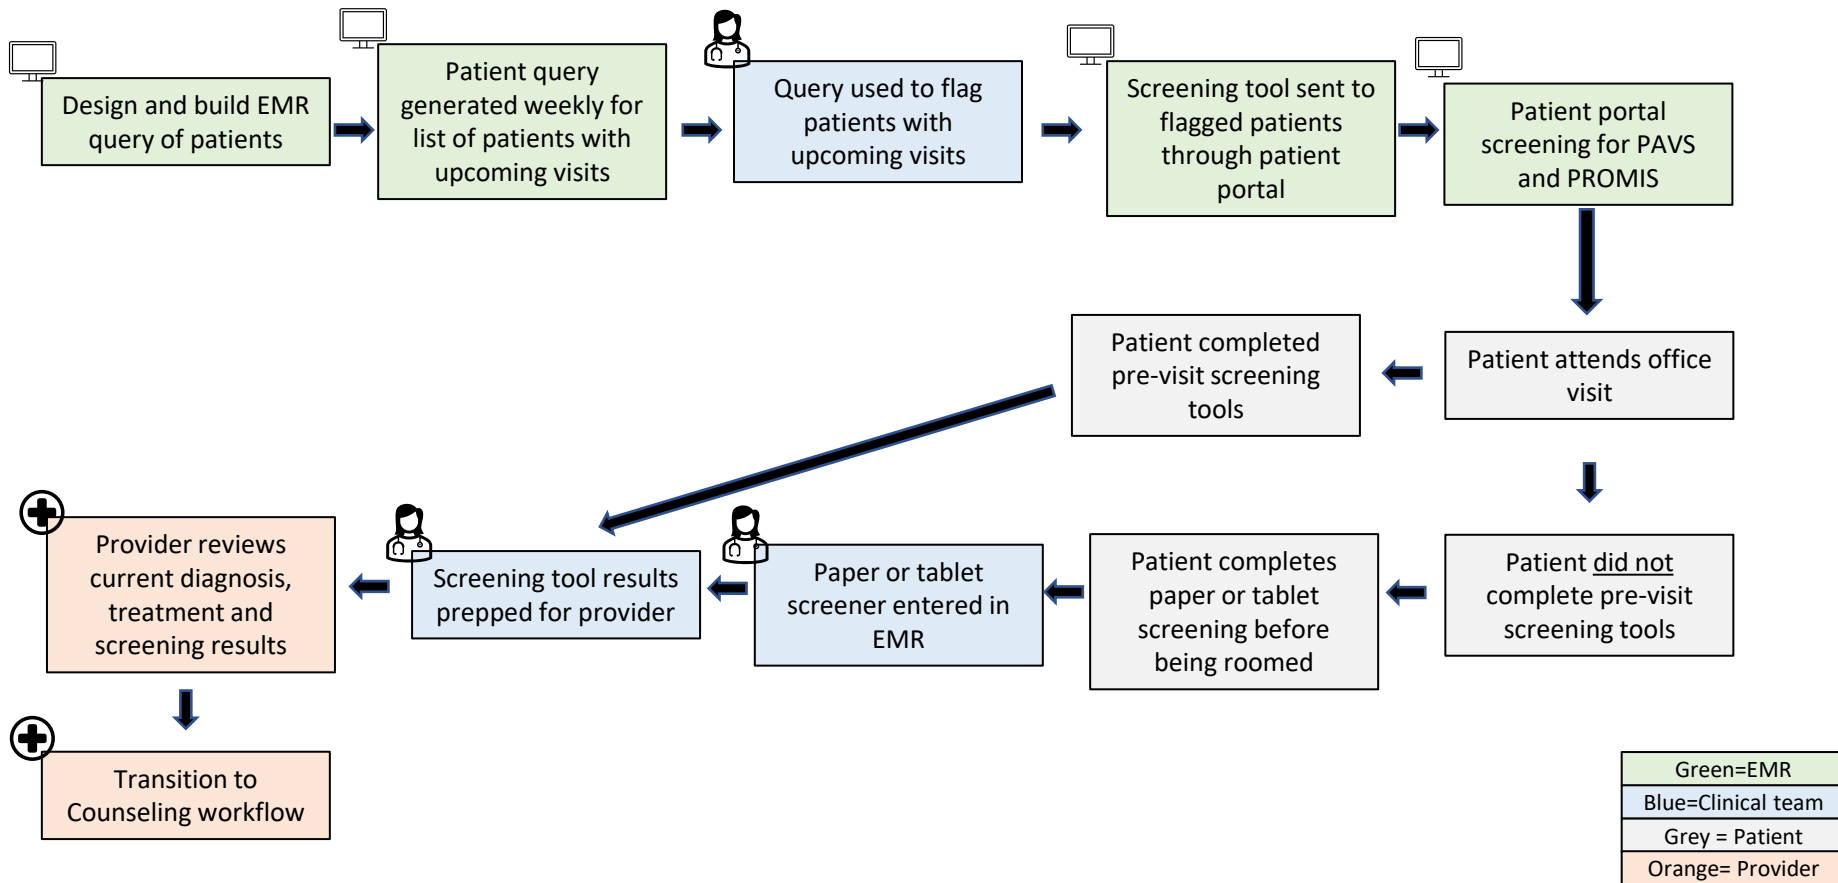 Design and build EMR
query of patients
Patient query
generated weekly for
list of patients with
upcoming visits
Query used to flag
patients with
upcoming visits
Screening tool sent to
flagged patients
through patient
portal
Patient portal
screening for PAVS
and PROMIS
Patient attends office
visit
Patient completed
pre-visit screening
tools
Patient did not
complete pre-visit
screening tools
Patient completes
paper or tablet
screening before
being roomed
Paper or tablet
screener entered in
EMR
Screening tool results
prepped for provider
Provider reviews
current diagnosis,
treatment and
screening results
Transition to
Counseling workflow
Green=EMR
Blue=Clinical team
Grey = Patient
Orange= Provider